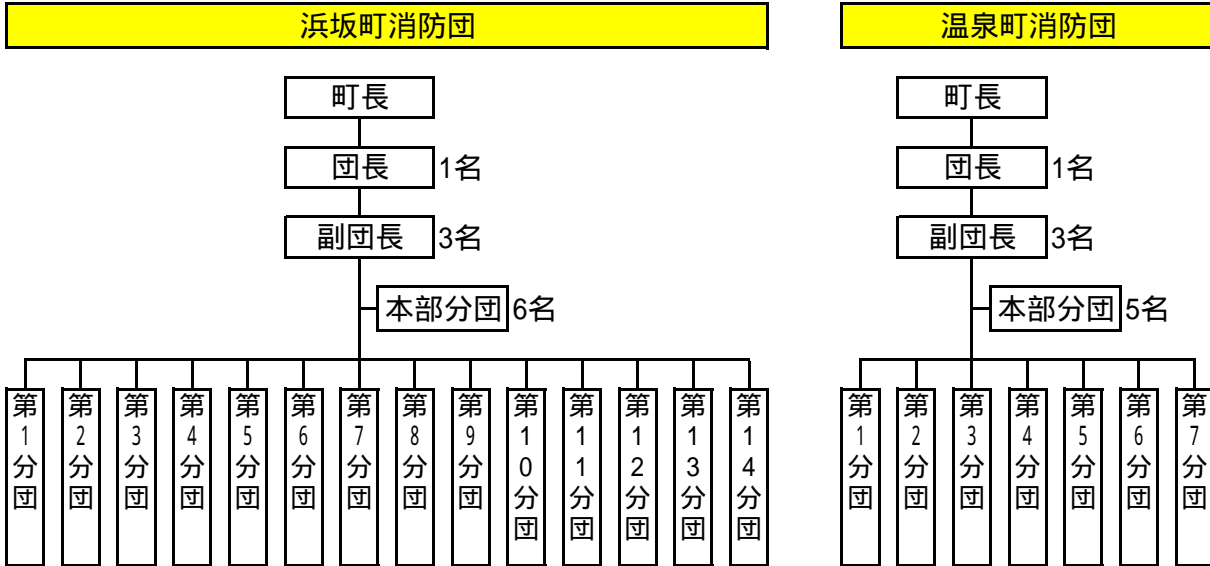 浜坂町消防団
町長
団長 1名
副団長 3名
本部分団 6名
第1分団
第2分団
第3分団
第4分団
第5分団
第6分団
第7分団
第8分団
第9分団
第10分団
第11分団
第12分団
第13分団
第14分団
温泉町消防団
町長
団長 1名
副団長 3名
本部分団 5名
第1分団
第2分団
第3分団
第4分団
第5分団
第6分団
第7分団